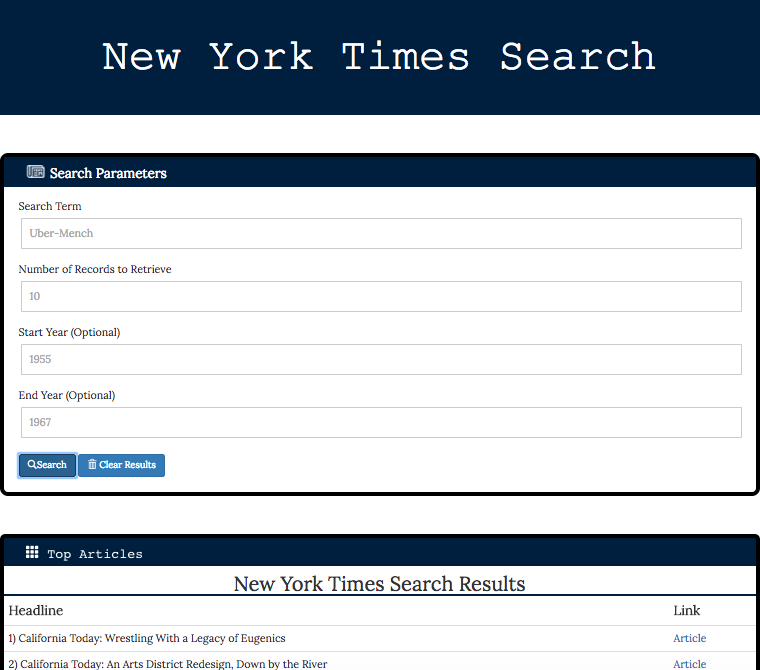 New York Times Search
Search Parameters
Search Term
Uber-Mench
Number of Records to Retrieve
10
Start Year (Optional)
1955
End Year (Optional)
1967
Search Clear Results
Top Articles
New York Times Search Results
Headline Link
1) California Today: Wrestling With a Legacy of Eugenics Article
2) California Today: An Arts District Redesign, Down by the River Article